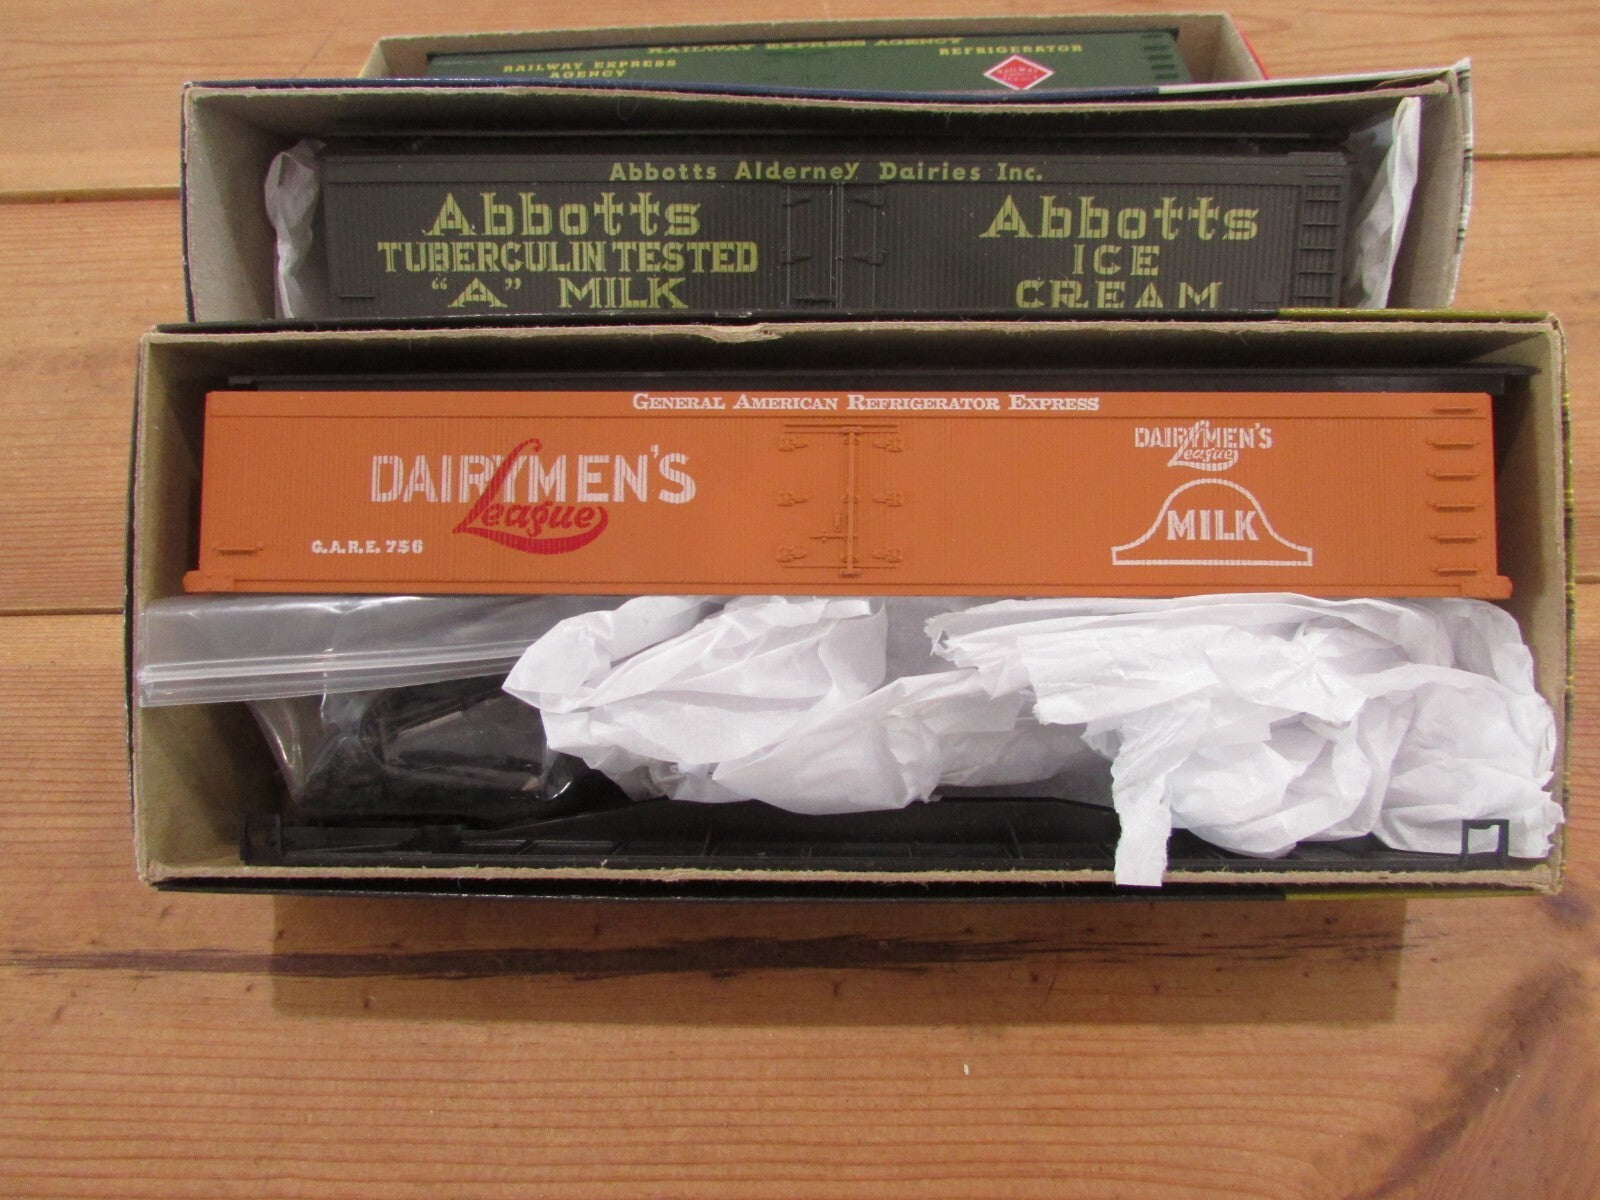 RAILWAY EXPRESS AGENCY
RAILWAY EXPRESS
AGENCY
REFRIGERATOR
RAILWAY
Abbotts Alderney Dairies Inc.
Abbotts
TUBERCULIN TESTED
"A" MILK
Abbotts
ICE
CREAM
GENERAL AMERICAN REFRIGERATOR EXPRESS
DAIRYMEN'S
League
G.A.R.E. 756
DAIRYMEN'S
League
MILK